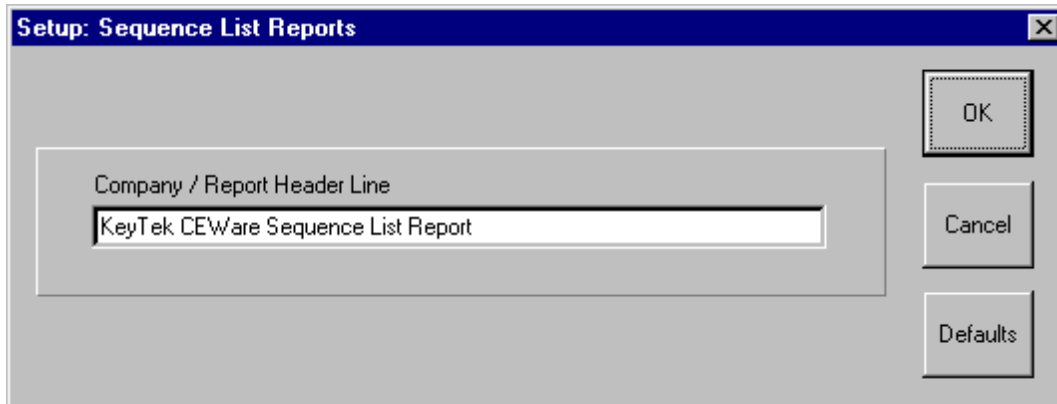 Setup: Sequence List Reports
OK
Company / Report Header Line
KeyTek CEWare Sequence List Report
Cancel
Defaults